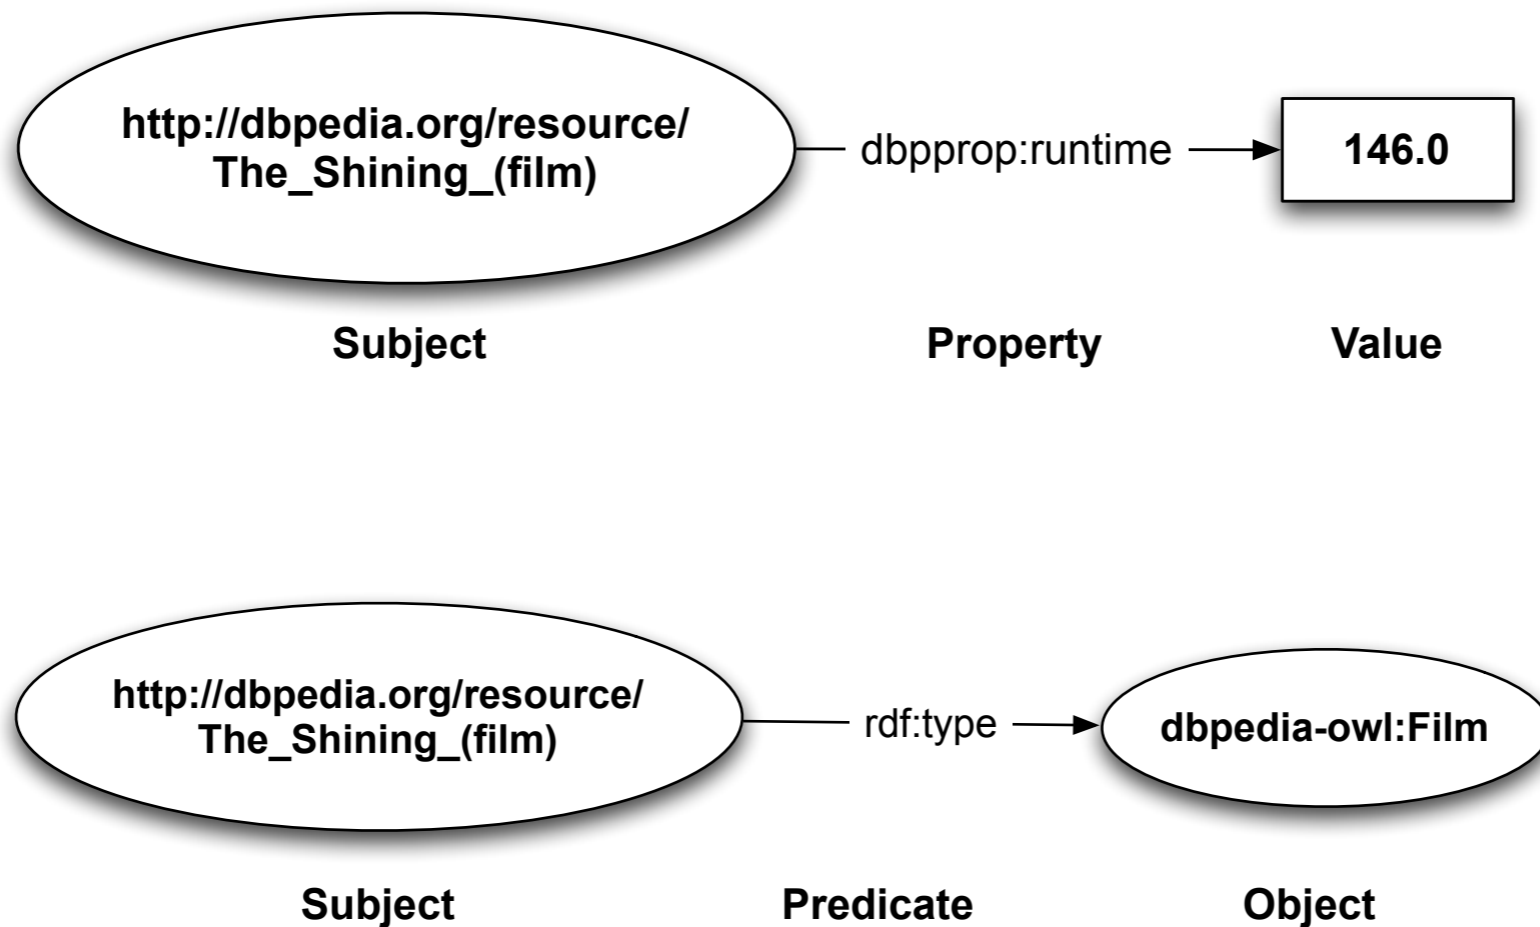 http://dbpedia.org/resource/
The_Shining_(film)
dbpprop:runtime
146.0
Subject
Property
Value
http://dbpedia.org/resource/
The_Shining_(film)
rdf:type
dbpedia-owl:Film
Subject
Predicate
Object